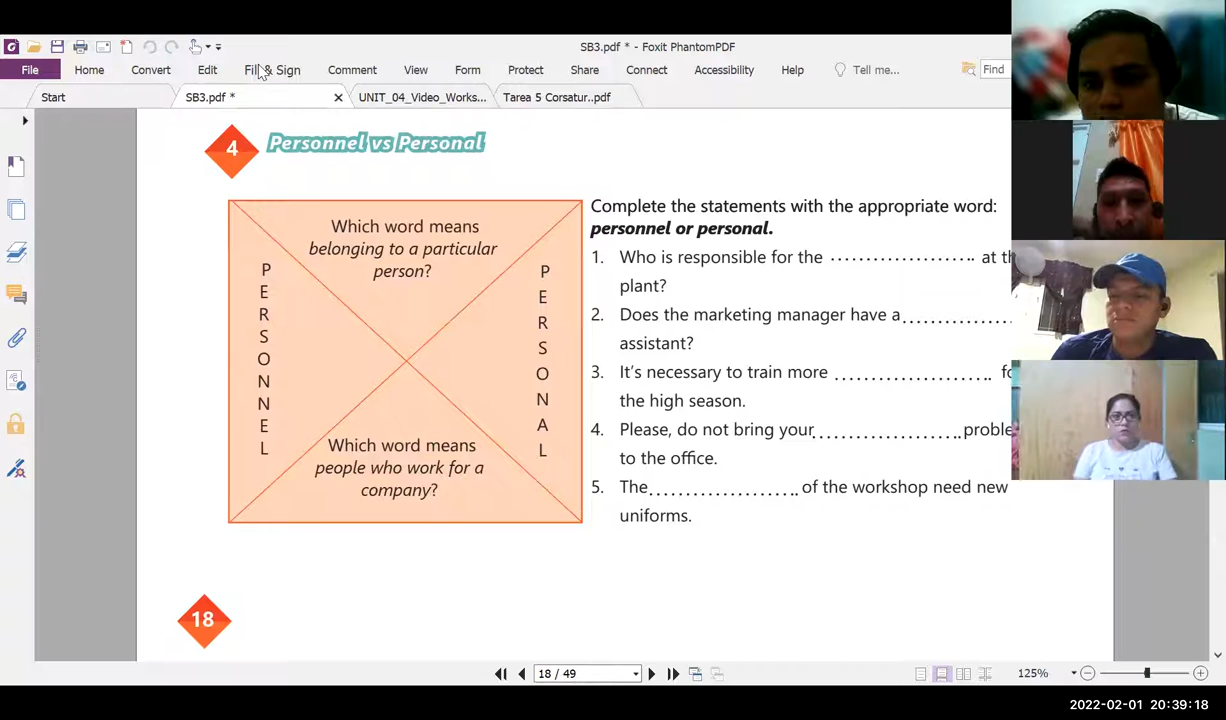 SB3.pdf * - Foxit PhantomPDF
File Home Convert Edit Fill & Sign Comment View Form Protect Share Connect Accessibility Help Tell me... Find
Start SB3.pdf * UNIT_04_Video_Works... Tarea 5 Corsatur..pdf
4 Personnel vs Personal
Which word means
belonging to a particular
person?
PERSONNEL
PERSONAL
Which word means
people who work for a
company?
Complete the statements with the appropriate word:
personnel or personal.
1. Who is responsible for the .................... at th
plant?
2. Does the marketing manager have a................
assistant?
3. It's necessary to train more ...................... fo
the high season.
4. Please, do not bring your.....................proble
to the office.
5. The..................... of the workshop need new
uniforms.
18
18 / 49
125%
2022-02-01 20:39:18